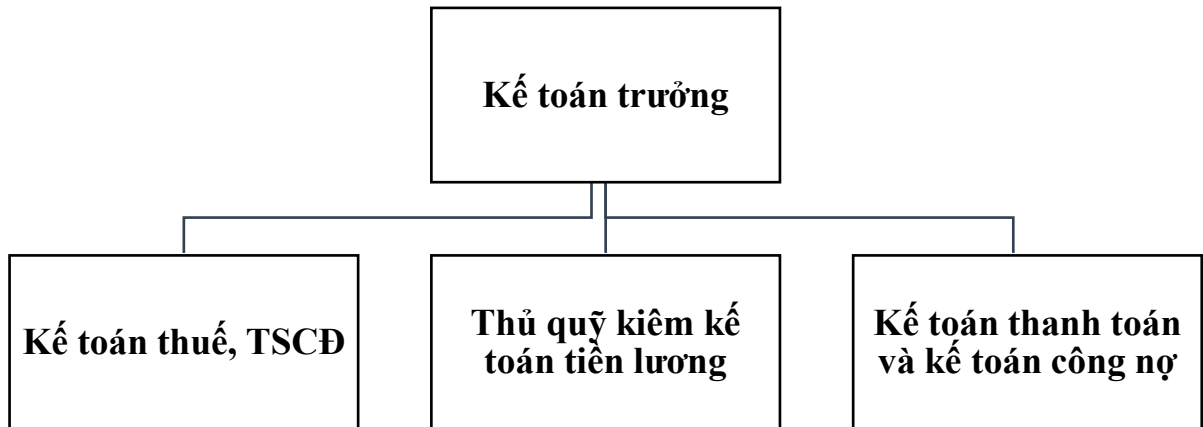 Kế toán trưởng
Kế toán thuế, TSCĐ
Thủ quỹ kiêm kế
toán tiền lương
Kế toán thanh toán
và kế toán công nợ